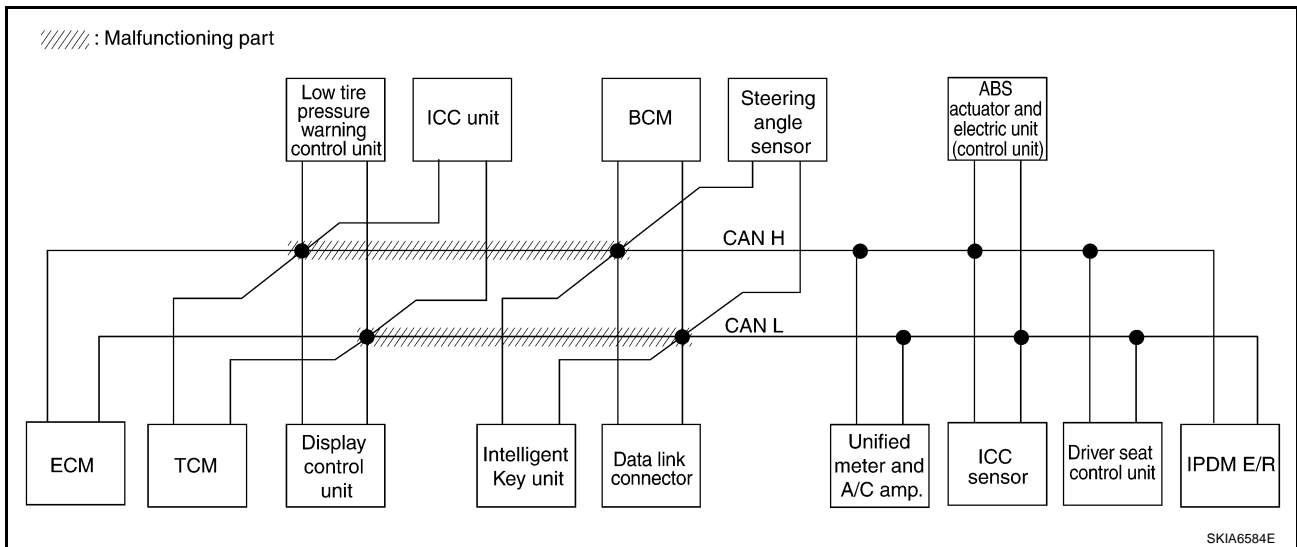 : Malfunctioning part
Low tire
pressure
warning
control unit
ICC unit
BCM
Steering
angle
sensor
ABS
actuator and
electric unit
(control unit)
CAN H
CAN L
ECM
TCM
Display
control
unit
Intelligent
Key unit
Data link
connector
Unified
meter and
A/C amp.
ICC
sensor
Driver seat
control unit
IPDM E/R
SKIA6584E